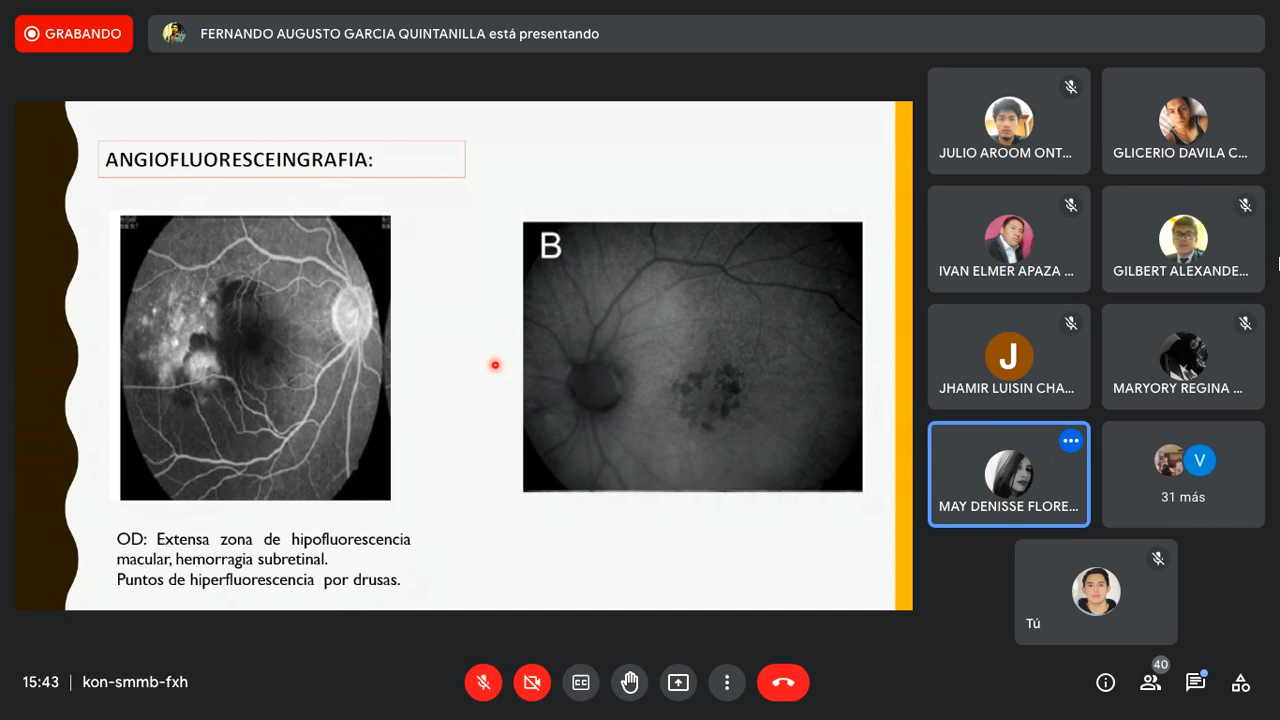 GRABANDO
FERNANDO AUGUSTO GARCIA QUINTANILLA está presentando
ANGIOFLUORESCEINGRAFIA:
B
OD: Extensa zona de hipofluorescencia
macular, hemorragia subretinal.
Puntos de hiperfluorescencia por drusas.
JULIO AROOM ONT...
GLICERIO DAVILA C...
IVAN ELMER APAZA ...
GILBERT ALEXANDE...
J
JHAMIR LUISIN CHA...
MARYORY REGINA ...
MAY DENISSE FLORE...
V
31 más
Tú
15:43 | kon-smmb-fxh
CC
40